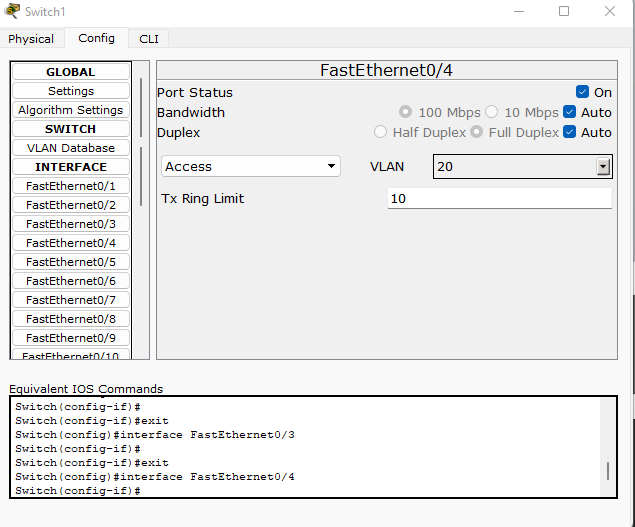 Switch1
Physical Config CLI
GLOBAL
Settings
Algorithm Settings
SWITCH
VLAN Database
INTERFACE
FastEthernet0/1
FastEthernet0/2
FastEthernet0/3
FastEthernet0/4
FastEthernet0/5
FastEthernet0/6
FastEthernet0/7
FastEthernet0/8
FastEthernet0/9
FastEthernet0/10
FastEthernet0/4
Port Status On
Bandwidth 100 Mbps 10 Mbps Auto
Duplex Half Duplex Full Duplex Auto
Access VLAN 20
Tx Ring Limit 10
Equivalent IOS Commands
Switch(config-if)#
Switch(config-if)#exit
Switch(config)#interface FastEthernet0/3
Switch(config-if)#
Switch(config-if)#exit
Switch(config)#interface FastEthernet0/4
Switch(config-if)#